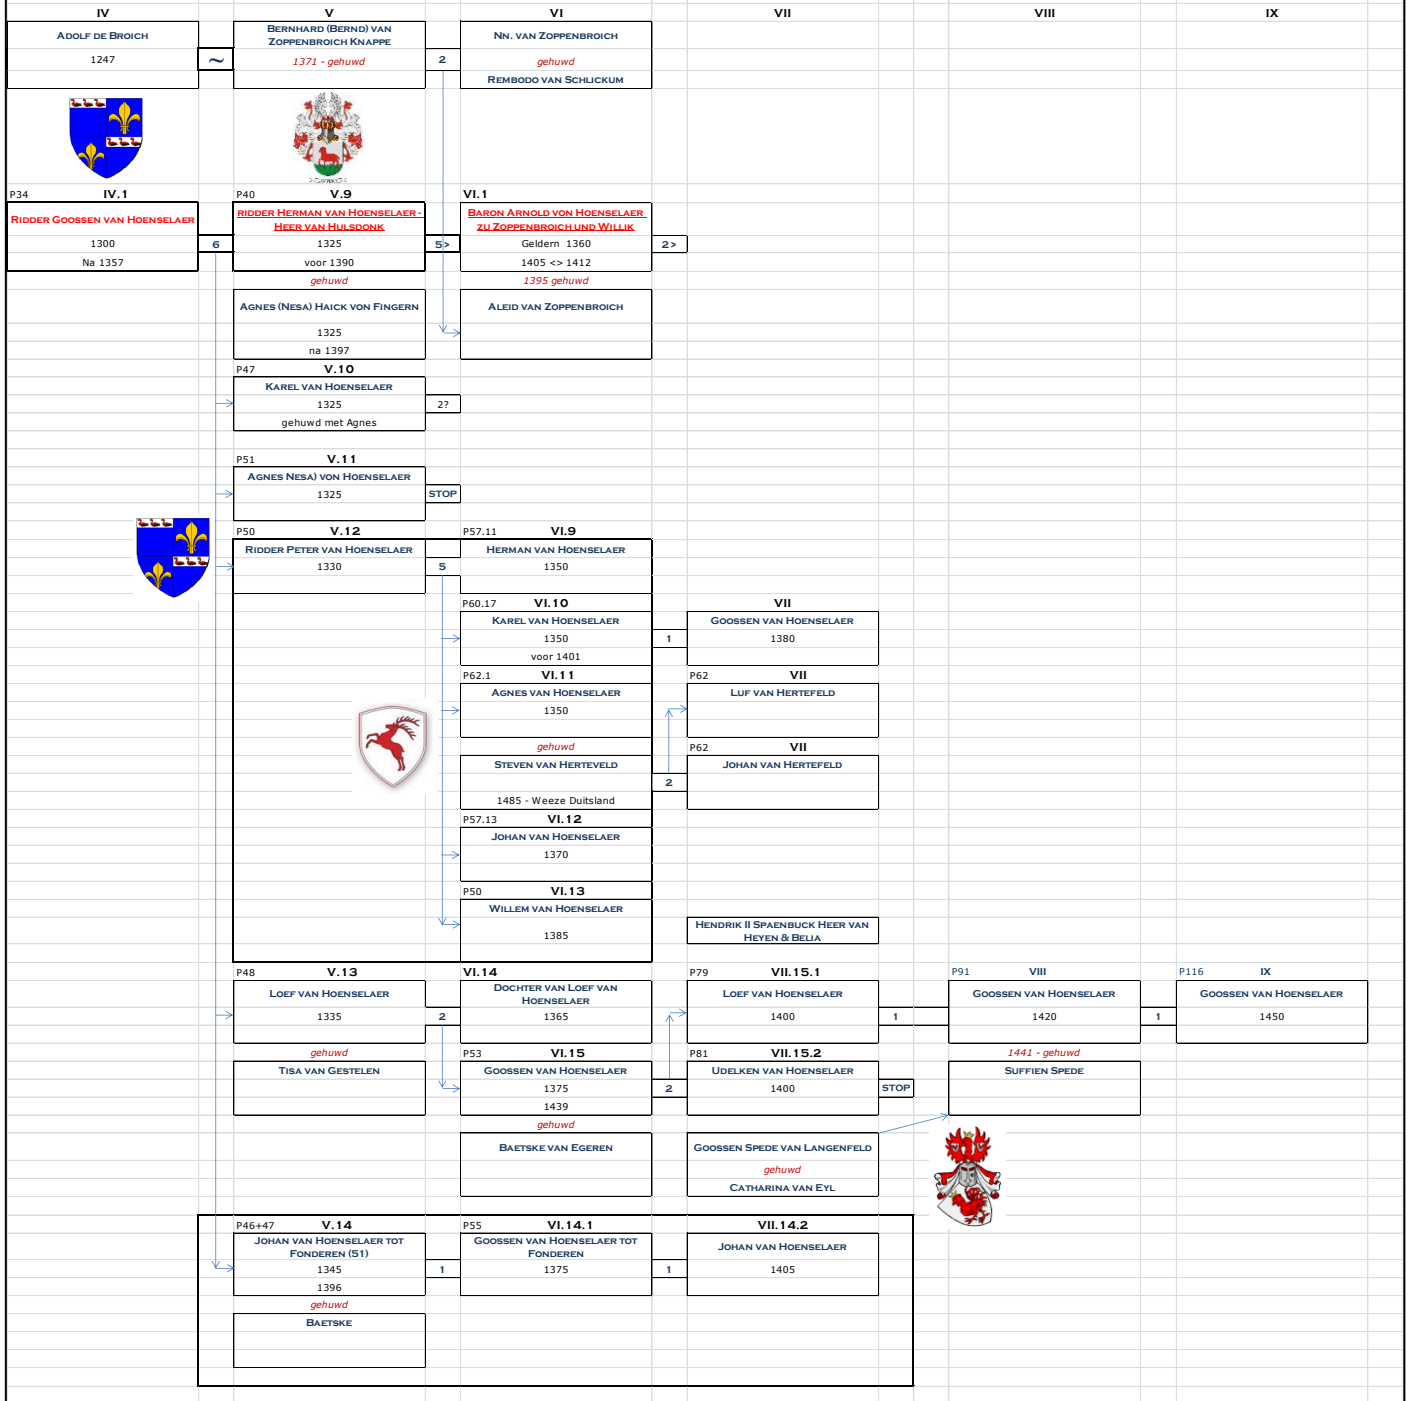 IV V VI VII VIII IX
ADOLF DE BROICH
1247
~
BERNHARD (BERND) VAN
ZOPPENBROICH KNAPPE
1371 - gehuwd
2
NN. VAN ZOPPENBROICH
gehuwd
REMBODO VAN SCHLICKUM
P34 IV.1
RIDDER GOOSSEN VAN HOENSELAER
1300
Na 1357
6
P40 V.9
RIDDER HERMAN VAN HOENSELAER -
HEER VAN HULSDONK
1325
voor 1390
5>
gehuwd
AGNES (NESA) HAICK VON FINGERN
1325
na 1397
VI.1
BARON ARNOLD VON HOENSELAER
ZU ZOPPENBROICH UND WILLIK
Geldern 1360
1405 <> 1412
2>
1395 gehuwd
ALEID VAN ZOPPENBROICH
P47 V.10
KAREL VAN HOENSELAER
1325
gehuwd met Agnes
2?
P51 V.11
AGNES NESA) VON HOENSELAER
1325
STOP
P50 V.12
RIDDER PETER VAN HOENSELAER
1330
5
P57.11 VI.9
HERMAN VAN HOENSELAER
1350
P60.17 VI.10
KAREL VAN HOENSELAER
1350
voor 1401
1
VII
GOOSSEN VAN HOENSELAER
1380
P62.1 VI.11
AGNES VAN HOENSELAER
1350
gehuwd
STEVEN VAN HERTEVELD
1485 - Weeze Duitsland
2
P62 VII
LUF VAN HERTEFELD
P62 VII
JOHAN VAN HERTEFELD
P57.13 VI.12
JOHAN VAN HOENSELAER
1370
P50 VI.13
WILLEM VAN HOENSELAER
1385
HENDRIK II SPAENBUCK HEER VAN
HEYEN & BELIA
P48 V.13
LOEF VAN HOENSELAER
1335
2
gehuwd
TISA VAN GESTELEN
VI.14
DOCHTER VAN LOEF VAN
HOENSELAER
1365
P53 VI.15
GOOSSEN VAN HOENSELAER
1375
1439
2
gehuwd
BAETSKE VAN EGEREN
P79 VII.15.1
LOEF VAN HOENSELAER
1400
1
P81 VII.15.2
UDELKEN VAN HOENSELAER
1400
STOP
GOOSSEN SPEDE VAN LANGENFELD
gehuwd
CATHARINA VAN EYL
P91 VIII
GOOSSEN VAN HOENSELAER
1420
1
1441 - gehuwd
SUFFIEN SPEDE
P116 IX
GOOSSEN VAN HOENSELAER
1450
P46+47 V.14
JOHAN VAN HOENSELAER TOT
FONDEREN (51)
1345
1396
1
gehuwd
BAETSKE
P55 VI.14.1
GOOSSEN VAN HOENSELAER TOT
FONDEREN
1375
1
VII.14.2
JOHAN VAN HOENSELAER
1405